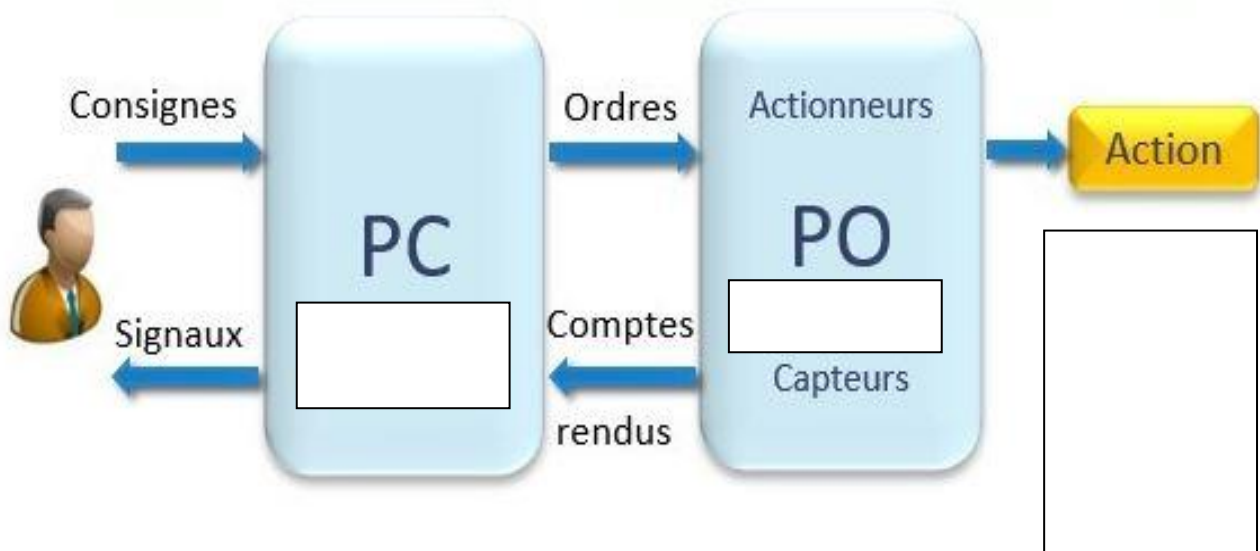 Consignes
Ordres
Actionneurs
Action
PC
PO
Signaux
Comptes
rendus
Capteurs